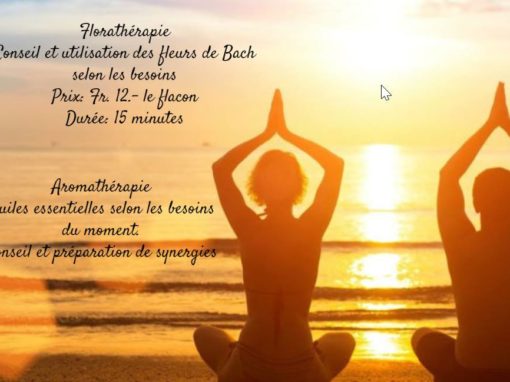 Florathérapie
Conseil et utilisation des fleurs de Bach
selon les besoins
Prix: Fr. 12.- le flacon
Durée: 15 minutes
Aromathérapie
uiles essentielles selon les besoins
du moment.
onseil et préparation de synergies